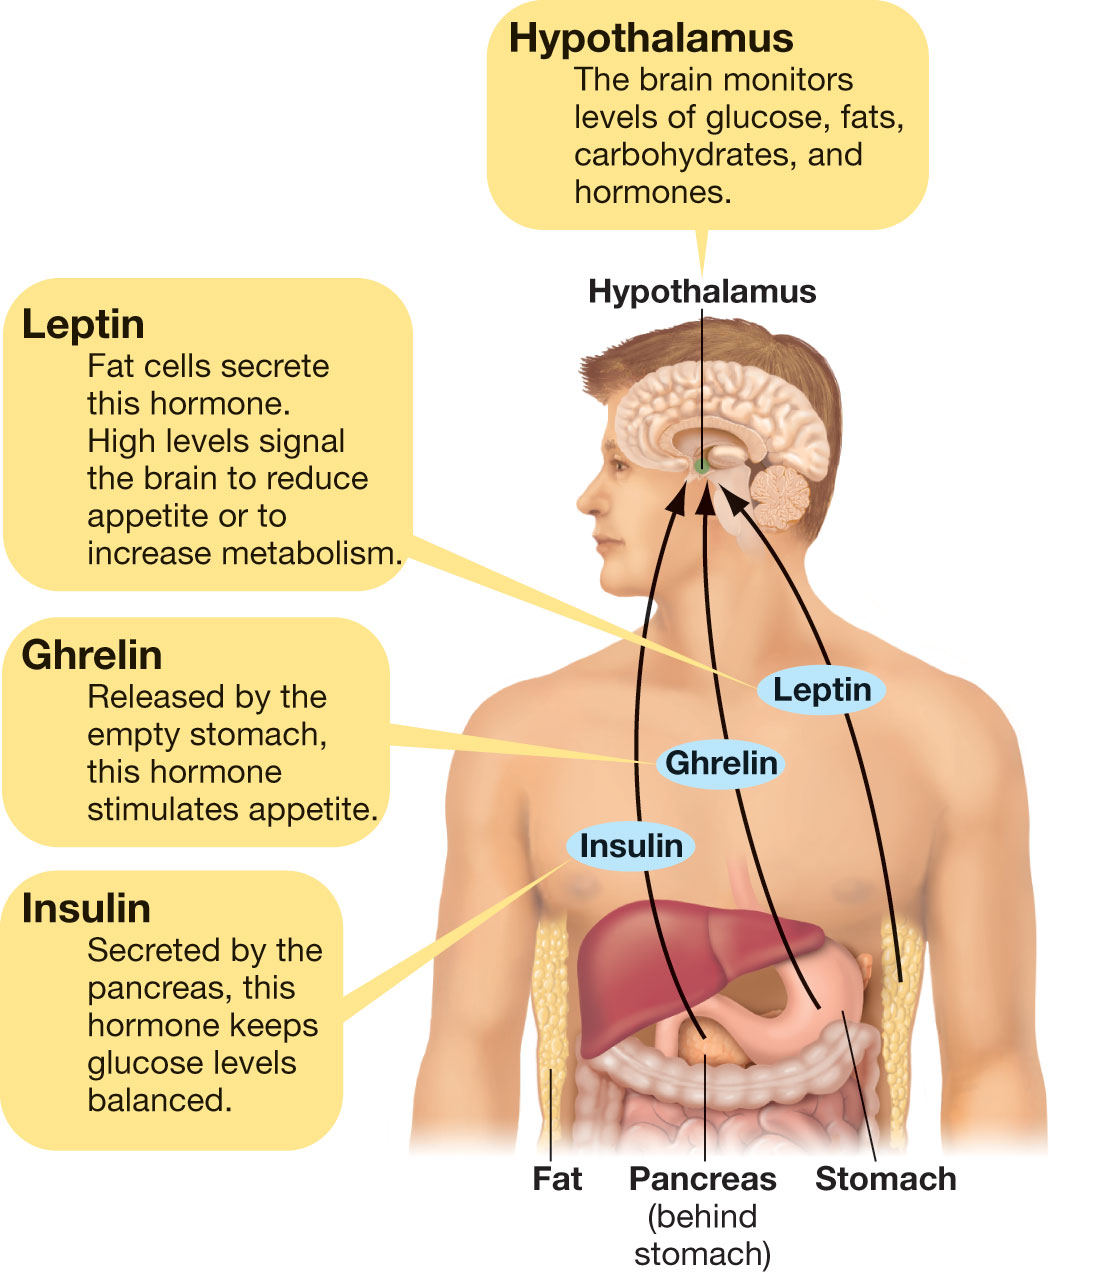 Hypothalamus
The brain monitors
levels of glucose, fats,
carbohydrates, and
hormones.
Hypothalamus
Leptin
Fat cells secrete
this hormone.
High levels signal
the brain to reduce
appetite or to
increase metabolism.
Ghrelin
Released by the
empty stomach,
this hormone
stimulates appetite.
Insulin
Secreted by the
pancreas, this
hormone keeps
glucose levels
balanced.
Leptin
Ghrelin
Insulin
Fat
Pancreas
(behind
stomach)
Stomach